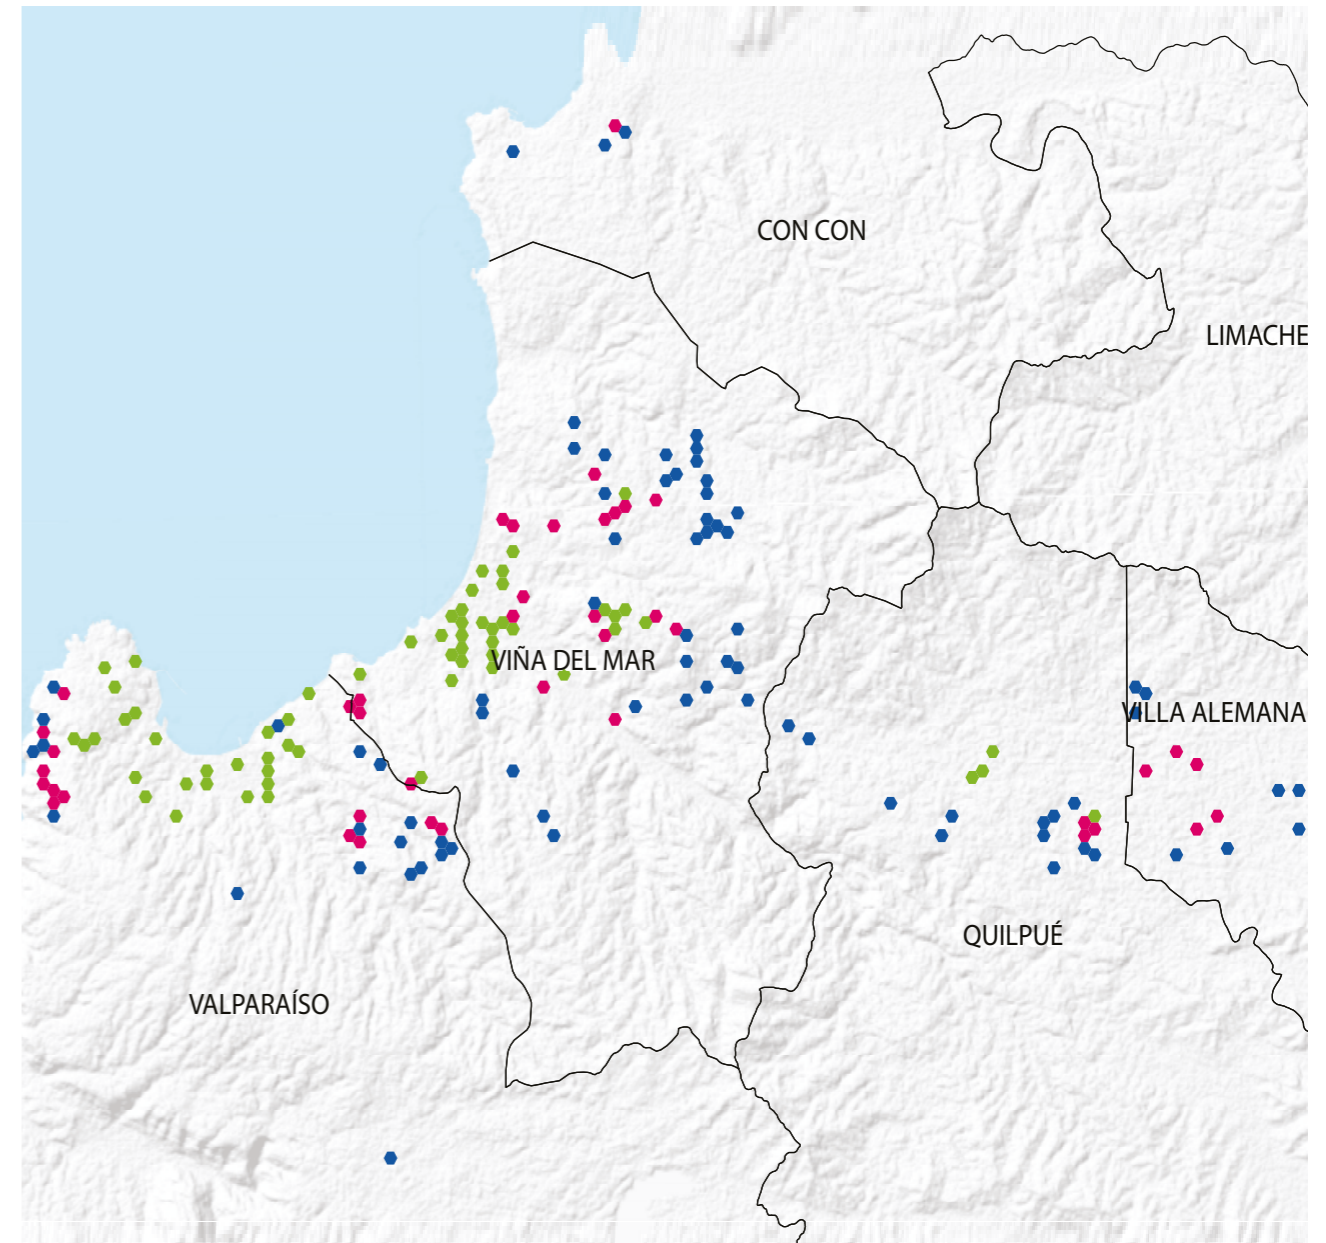 CON CON
LIMACHE
VIÑA DEL MAR
VILLA ALEMANA
QUILPUÉ
VALPARAÍSO